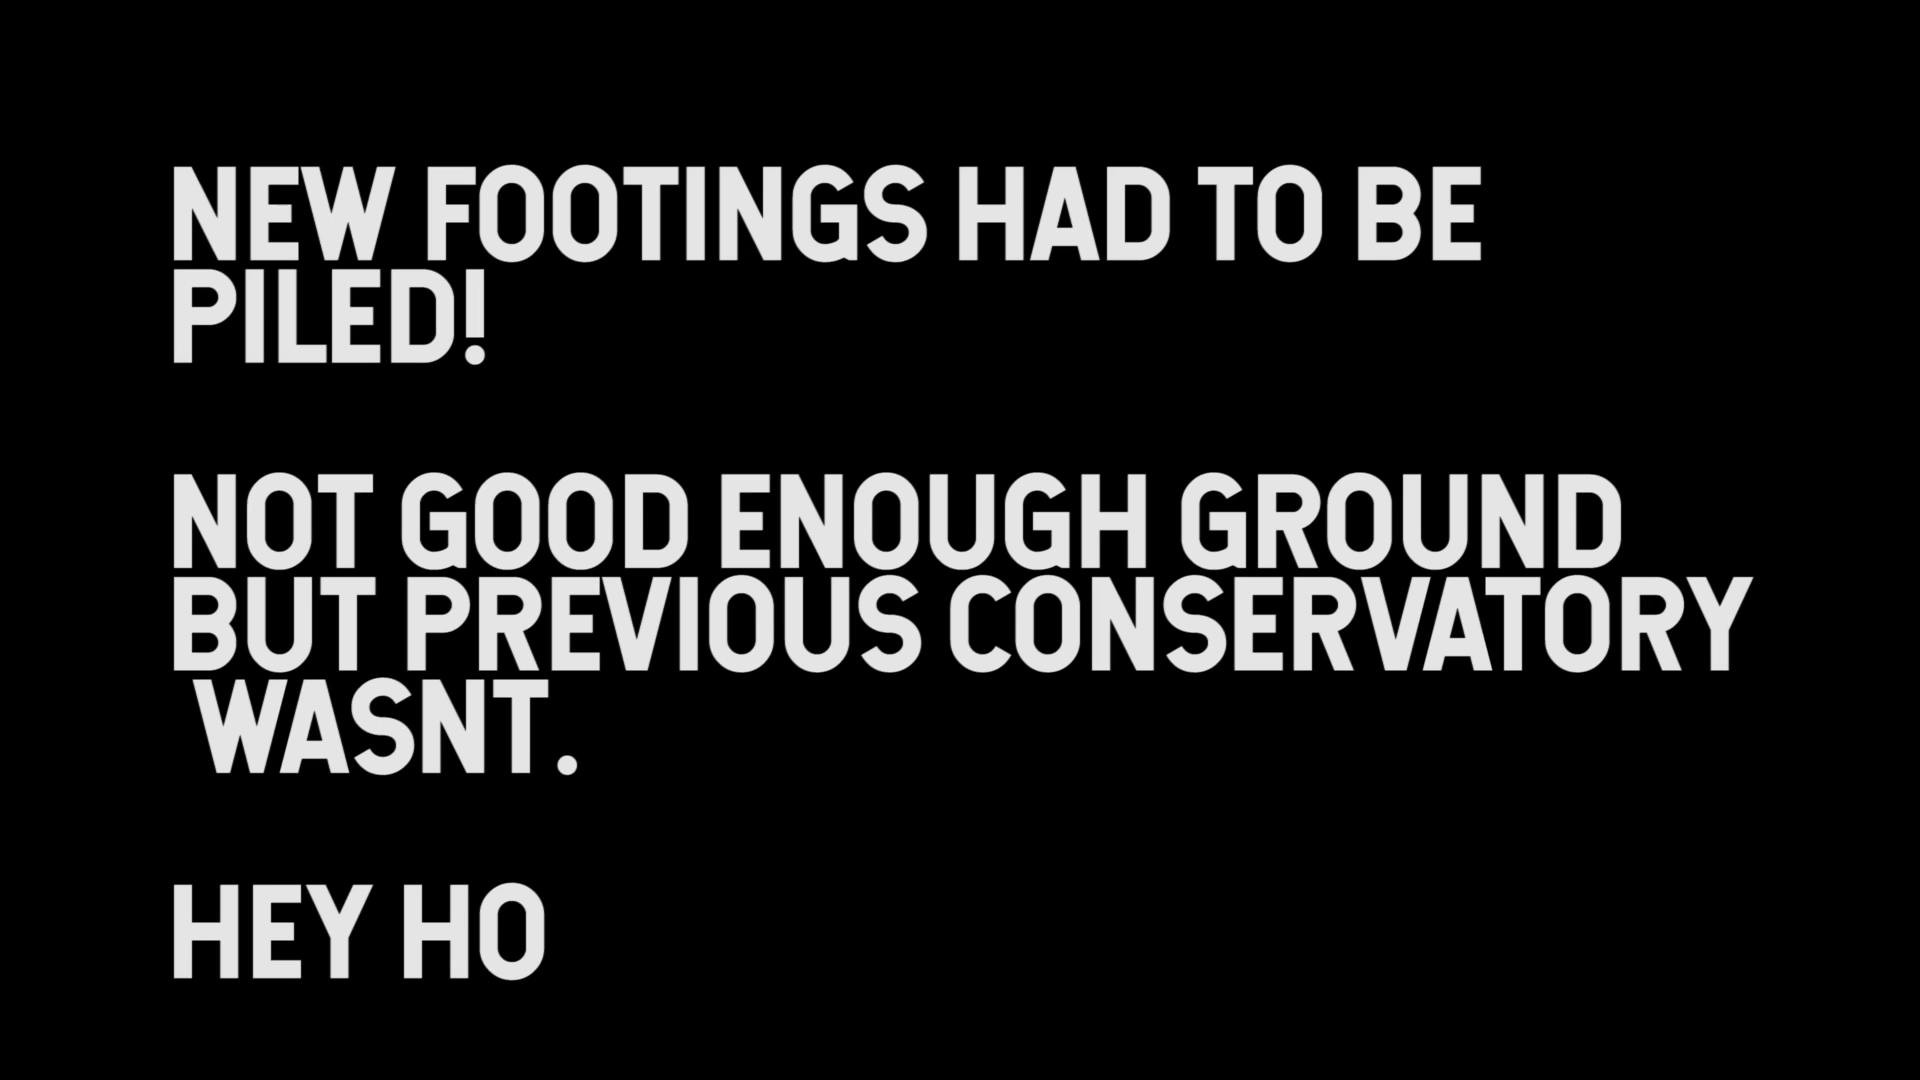 NEW FOOTINGS HAD TO BE
PILED!
NOT GOOD ENOUGH GROUND
BUT PREVIOUS CONSERVATORY
WASNT.
HEY HO